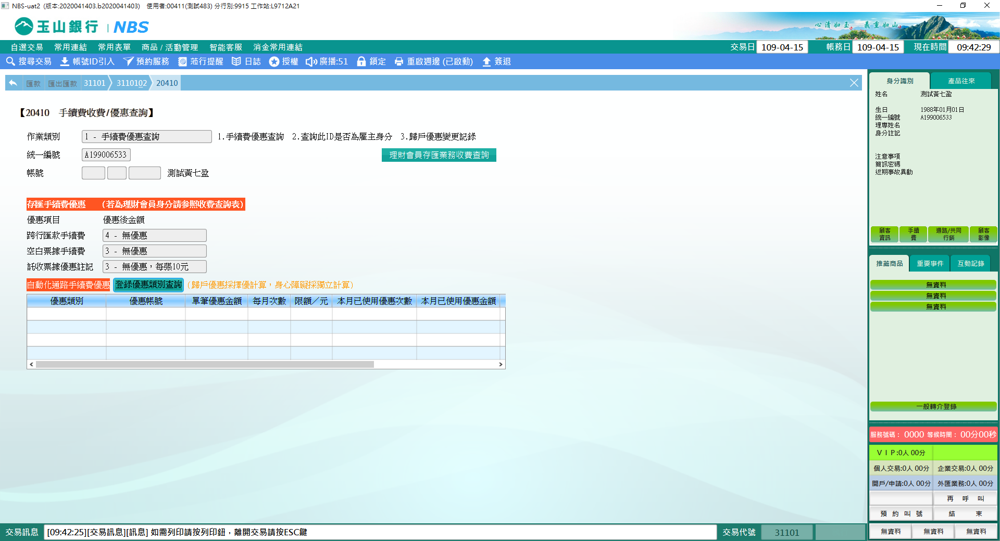 NBS-uat2 (版本:2020041403.b2020041403) 使用者:00411(測試483) 分行別:9915 工作站:L9712A21
玉山銀行 | NBS
心清如玉 義重如山
自選交易 常用連結 常用表單 商品 / 活動管理 智能客服 消金常用連結 交易日 109-04-15 帳務日 109-04-15 現在時間 09:42:29
搜尋交易 帳號ID引入 預約服務 蒞行提醒 日誌 授權 廣播:51 鎖定 重啟週邊 (已啟動) 簽退
匯款 匯出匯款 31101 3110102 20410
【20410 手續費收費/優惠查詢】
作業類別 1 - 手續費優惠查詢 1.手續費優惠查詢 2.查詢此ID是否為雇主身分 3.歸戶優惠變更記錄
統一編號 A199006533 理財會員存匯業務收費查詢
帳號 測試黃七盈
存匯手續費優惠 (若為理財會員身分請參照收費查詢表)
優惠項目 優惠後金額
跨行匯款手續費 4 - 無優惠
空白票據手續費 3 - 無優惠
託收票據優惠註記 3 - 無優惠，每張10元
自動化通路手續費優惠 登錄優惠類別查詢 (歸戶優惠採擇優計算，身心障礙採獨立計算)
優惠類別 優惠帳號 單筆優惠金額 每月次數 限額／元 本月已使用優惠次數 本月已使用優惠金額
身分識別 產品往來
姓名 測試黃七盈
生日 1988年01月01日
統一編號 A199006533
理專姓名
身分註記
注意事項
簡訊密碼
近期事故異動
顧客資訊 手續費 通路/共同行銷 顧客影像
推薦商品 重要事件 互動記錄
無資料
無資料
無資料
一般轉介登錄
服務號碼： 0000 等候時間： 00分00秒
ＶＩＰ:0人 00分
個人交易:0人 00分 企業交易:0人 00分
開戶/申請:0人 00分 外匯業務:0人 00分
再 呼 叫
預 約 叫 號 結 束
無資料 無資料 無資料
交易訊息 [09:42:25][交易訊息][訊息] 如需列印請按列印鈕，離開交易請按ESC鍵 交易代號 31101